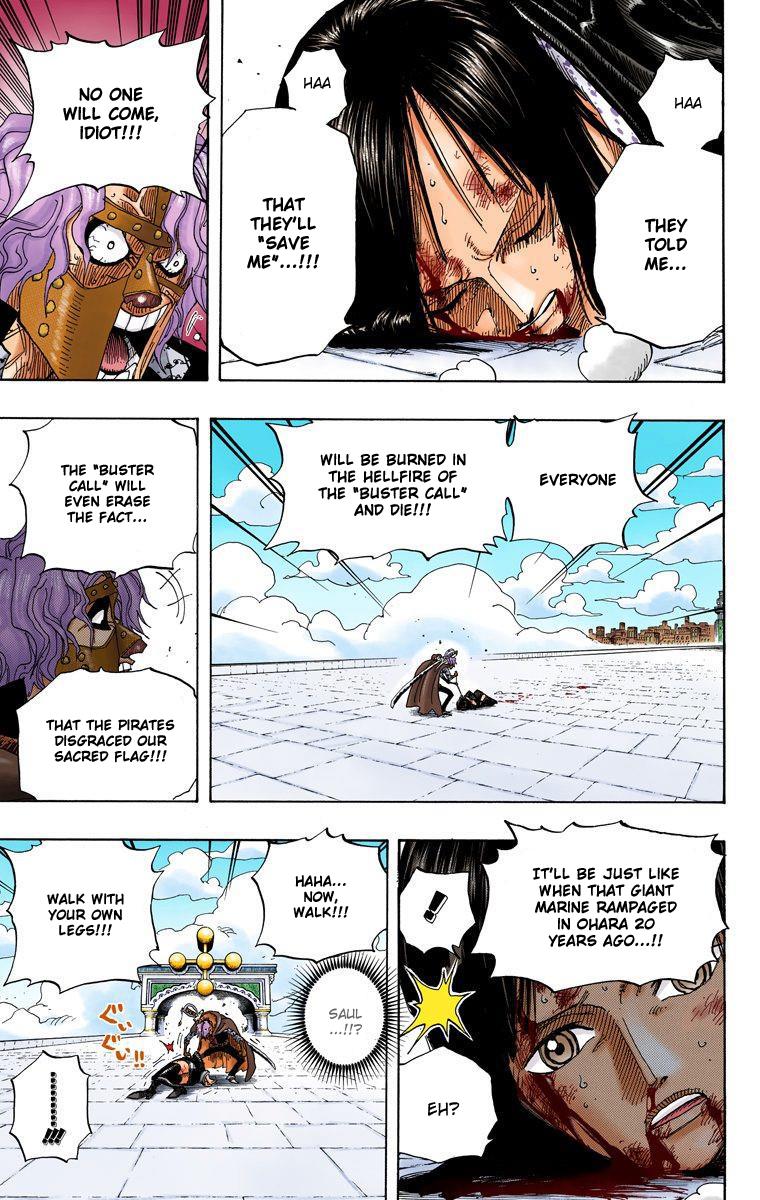 HAA
THEY
TOLD
ME...
HAA
THAT
THEY'LL
"SAVE
ME"...!!!
NO ONE
WILL COME,
IDIOT!!!
EVERYONE
WILL BE BURNED IN
THE HELLFIRE OF
THE "BUSTER CALL"
AND DIE!!!
THE "BUSTER
CALL" WILL
EVEN ERASE
THE FACT...
THAT THE PIRATES
DISGRACED OUR
SACRED FLAG!!!
IT'LL BE JUST LIKE
WHEN THAT GIANT
MARINE RAMPAGED
IN OHARA 20
YEARS AGO...!!
!
EH?
SAUL
...!!?
HAHA...
NOW,
WALK!!!
WALK WITH
YOUR OWN
LEGS!!!
ぐい
ぐい!!
......!!!